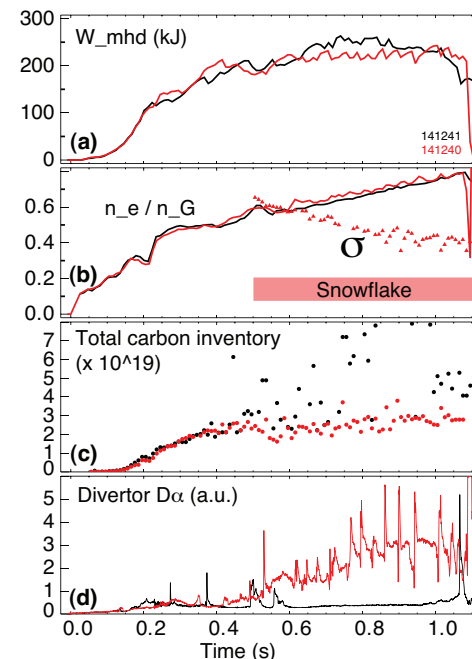 300
W_mhd (kJ)
200
100
141241
141240
(a)
0
n_e / n_G
0.6
0.4
σ
0.2
Snowflake
(b)
0.0
7
Total carbon inventory
(x 10^19)
6
5
4
3
2
1
(c)
0
Divertor Dα (a.u.)
5
4
3
2
1
(d)
0
0.0 0.2 0.4 0.6 0.8 1.0
Time (s)